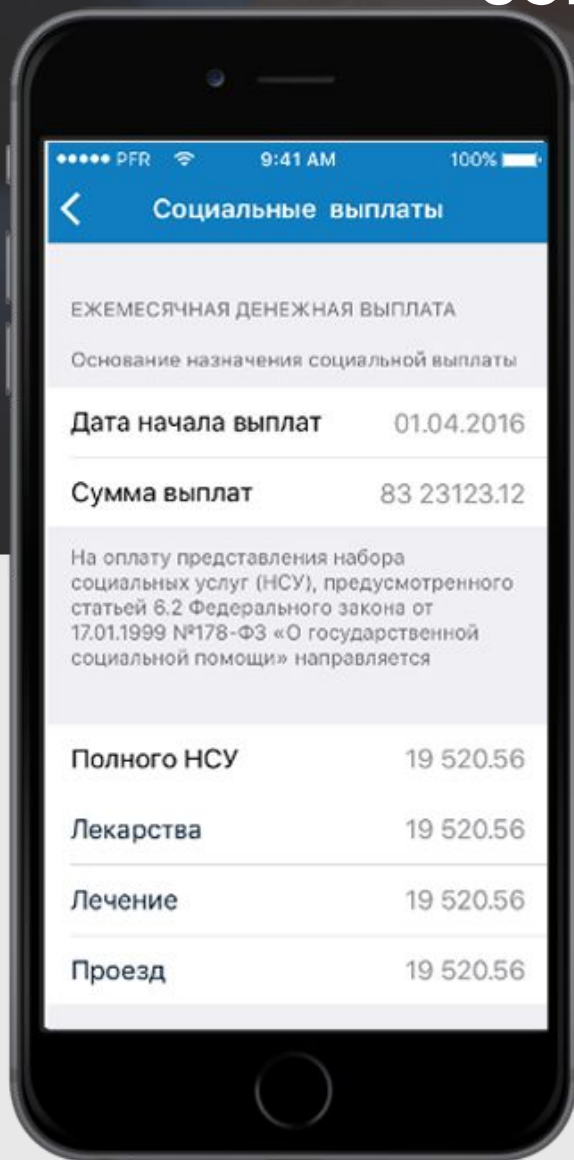 PFR 9:41 AM 100%
Социальные выплаты
ЕЖЕМЕСЯЧНАЯ ДЕНЕЖНАЯ ВЫПЛАТА
Основание назначения социальной выплаты
Дата начала выплат 01.04.2016
Сумма выплат 83 23123.12
На оплату представления набора
социальных услуг (НСУ), предусмотренного
статьей 6.2 Федерального закона от
17.01.1999 №178-ФЗ «О государственной
социальной помощи» направляется
Полного НСУ 19 520.56
Лекарства 19 520.56
Лечение 19 520.56
Проезд 19 520.56